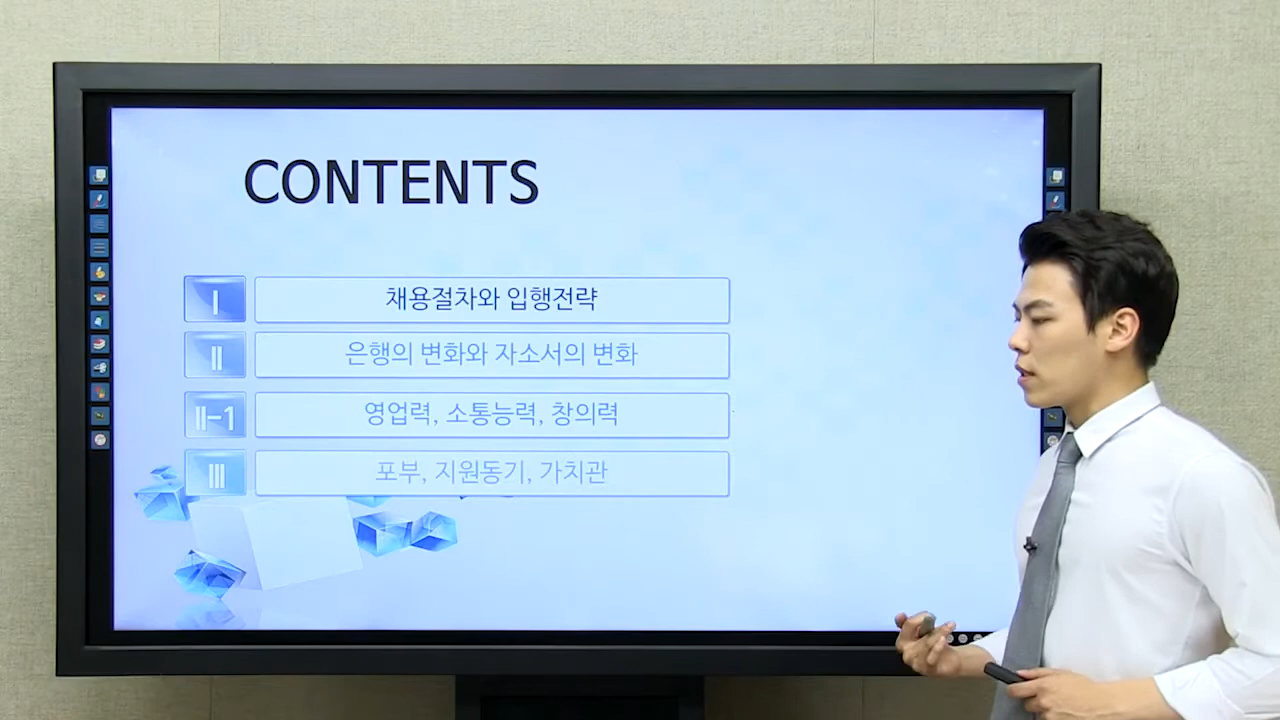 CONTENTS
Ⅰ 채용절차와 입행전략
Ⅱ 은행의 변화와 자소서의 변화
Ⅱ-1 영업력, 소통능력, 창의력
Ⅲ 포부, 지원동기, 가치관